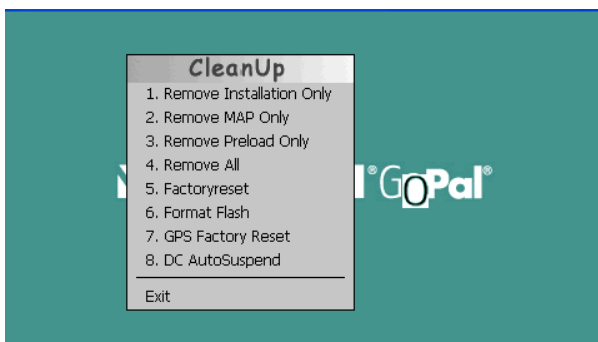 CleanUp
1. Remove Installation Only
2. Remove MAP Only
3. Remove Preload Only
4. Remove All
5. Factoryreset
6. Format Flash
7. GPS Factory Reset
8. DC AutoSuspend
Exit
GoPal®